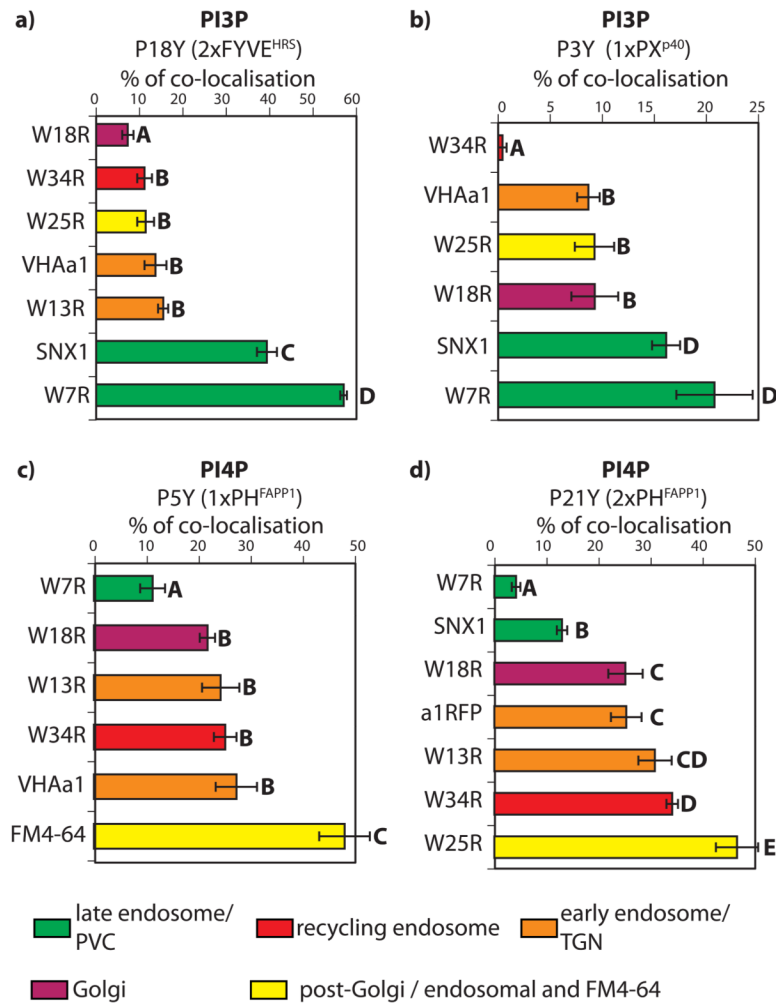 a) PI3P
P18Y (2xFYVE^HRS)
% of co-localisation
0 10 20 30 40 50 60
W18R A
W34R B
W25R B
VHAa1 B
W13R B
SNX1 C
W7R D
b) PI3P
P3Y (1xPX^p40)
% of co-localisation
0 5 10 15 20 25
W34R A
VHAa1 B
W25R B
W18R B
SNX1 D
W7R D
c) PI4P
P5Y (1xPH^FAPP1)
% of co-localisation
0 10 20 30 40 50
W7R A
W18R B
W13R B
W34R B
VHAa1 B
FM4-64 C
d) PI4P
P21Y (2xPH^FAPP1)
% of co-localisation
0 10 20 30 40 50
W7R A
SNX1 B
W18R C
a1RFP C
W13R CD
W34R D
W25R E
late endosome/
PVC
recycling endosome
early endosome/
TGN
Golgi
post-Golgi / endosomal and FM4-64